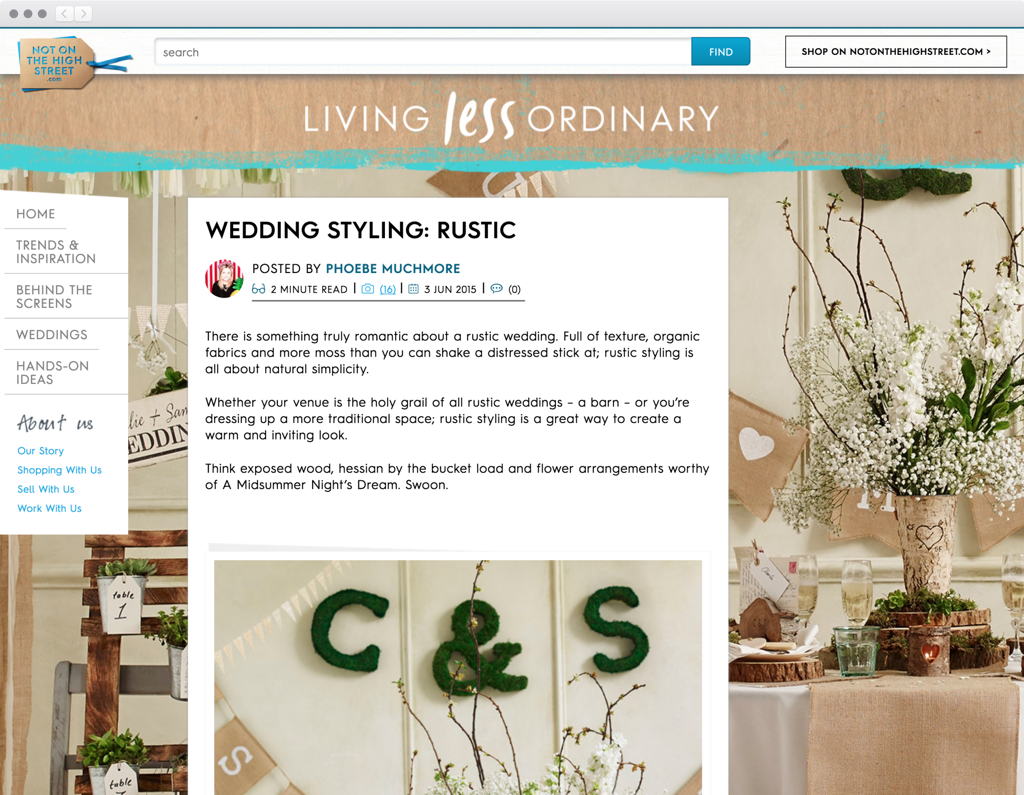 NOT ON
THE HIGH
STREET
.com
search
FIND
SHOP ON NOTONTHEHIGHSTREET.COM >
LIVING less ORDINARY
HOME
TRENDS &
INSPIRATION
BEHIND THE
SCREENS
WEDDINGS
HANDS-ON
IDEAS
About us
Our Story
Shopping With Us
Sell With Us
Work With Us
WEDDING STYLING: RUSTIC
POSTED BY PHOEBE MUCHMORE
2 MINUTE READ | (16) | 3 JUN 2015 | (0)
There is something truly romantic about a rustic wedding. Full of texture, organic
fabrics and more moss than you can shake a distressed stick at; rustic styling is
all about natural simplicity.
Whether your venue is the holy grail of all rustic weddings – a barn – or you're
dressing up a more traditional space; rustic styling is a great way to create a
warm and inviting look.
Think exposed wood, hessian by the bucket load and flower arrangements worthy
of A Midsummer Night's Dream. Swoon.
C & S
S
table
1
table